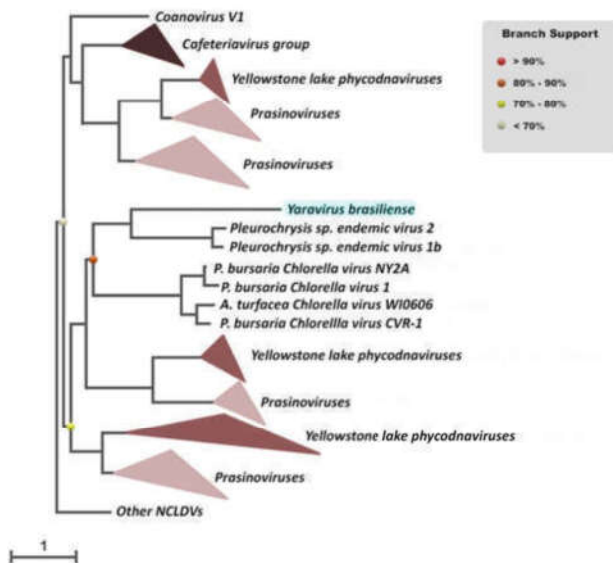 Coanovirus V1
Cafeteriavirus group
Yellowstone lake phycodnaviruses
Prasinoviruses
Prasinoviruses
Yaravirus brasiliense
Pleurochrysis sp. endemic virus 2
Pleurochrysis sp. endemic virus 1b
P. bursaria Chlorella virus NY2A
P. bursaria Chlorella virus 1
A. turfacea Chlorella virus WI0606
P. bursaria Chlorellla virus CVR-1
Yellowstone lake phycodnaviruses
Prasinoviruses
Yellowstone lake phycodnaviruses
Prasinoviruses
Other NCLDVs
1
Branch Support
> 90%
80% - 90%
70% - 80%
< 70%